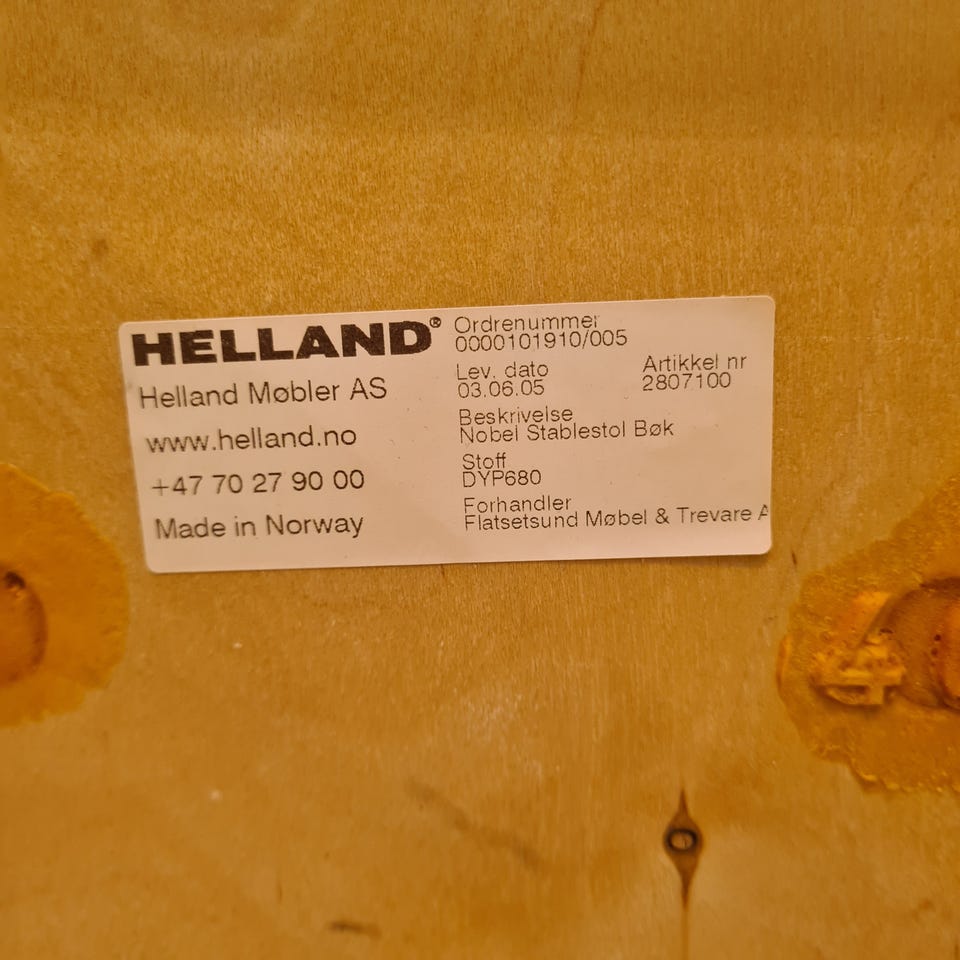 HELLAND®
Helland Møbler AS
www.helland.no
+47 70 27 90 00
Made in Norway
Ordrenummer
0000101910/005
Lev. dato
03.06.05
Artikkel nr
2807100
Beskrivelse
Nobel Stablestol Bøk
Stoff
DYP680
Forhandler
Flatsetsund Møbel & Trevare A